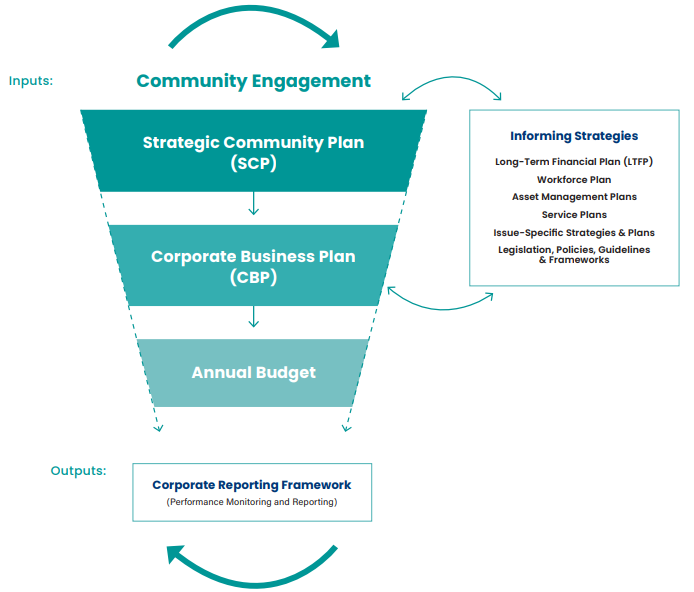 Inputs:
Community Engagement
Strategic Community Plan
(SCP)
Corporate Business Plan
(CBP)
Annual Budget
Informing Strategies
Long-Term Financial Plan (LTFP)
Workforce Plan
Asset Management Plans
Service Plans
Issue-Specific Strategies & Plans
Legislation, Policies, Guidelines
& Frameworks
Outputs:
Corporate Reporting Framework
(Performance Monitoring and Reporting)